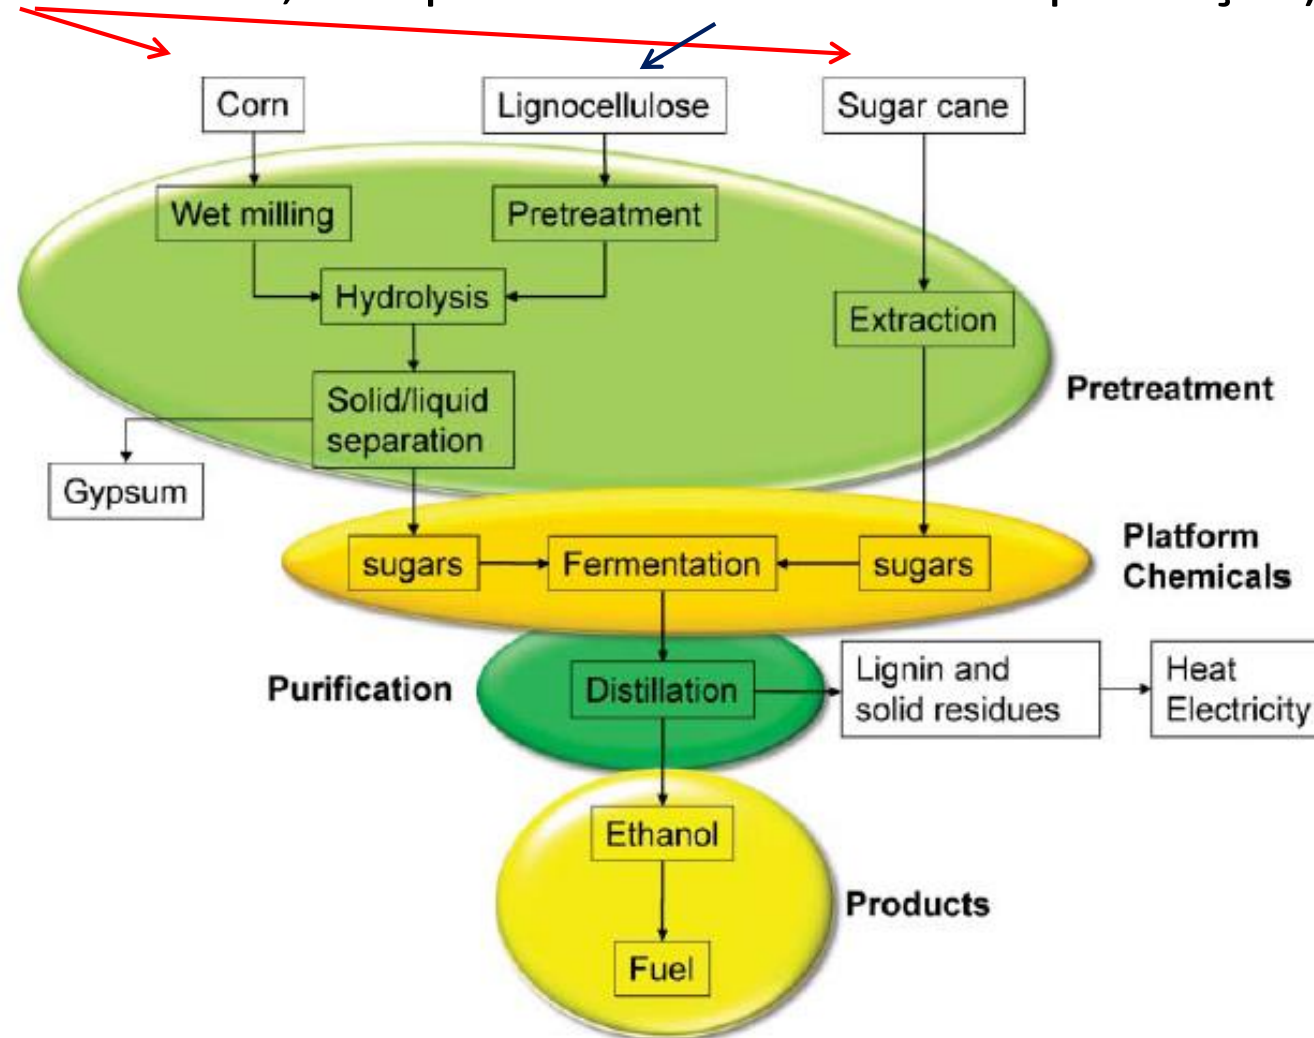 Corn
Lignocellulose
Sugar cane
Wet milling
Pretreatment
Hydrolysis
Extraction
Solid/liquid
separation
Pretreatment
Gypsum
sugars
Fermentation
sugars
Platform
Chemicals
Purification
Distillation
Lignin and
solid residues
Heat
Electricity
Ethanol
Products
Fuel